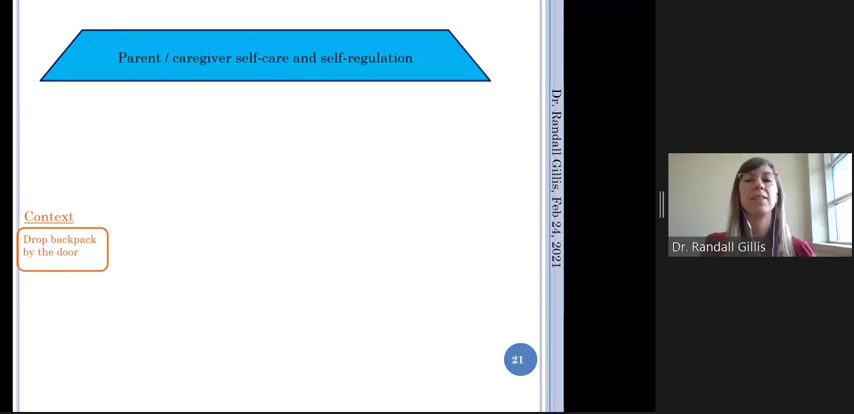 Parent / caregiver self-care and self-regulation
Context
Drop backpack
by the door
Dr. Randall Gillis, Feb 24, 2021
21
Dr. Randall Gillis